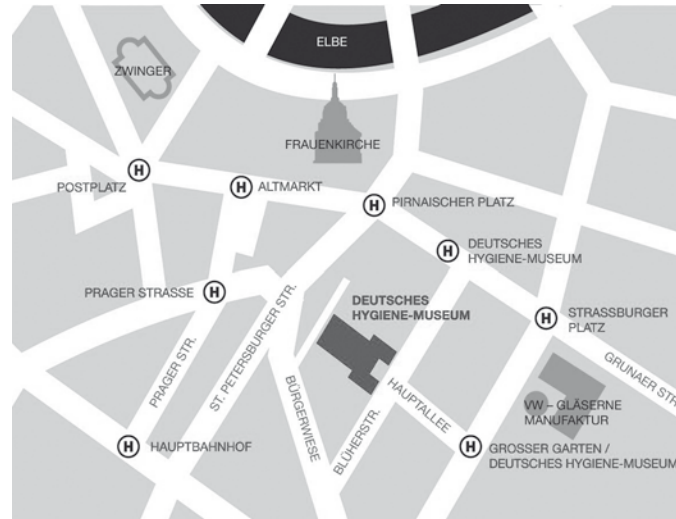 ELBE
ZWINGER
FRAUENKIRCHE
H
POSTPLATZ
H
ALTMARKT
H
PIRNAISCHER PLATZ
H
DEUTSCHES
HYGIENE-MUSEUM
H
PRAGER STRASSE
DEUTSCHES
HYGIENE-MUSEUM
H
STRASSBURGER
PLATZ
PRAGER STR.
ST. PETERSBURGER STR.
BÜRGERWIESE
BLÜHERSTR.
HAUPTALLEE
GRUNAER STR
VW – GLÄSERNE
MANUFAKTUR
H
HAUPTBAHNHOF
H
GROSSER GARTEN /
DEUTSCHES HYGIENE-MUSEUM